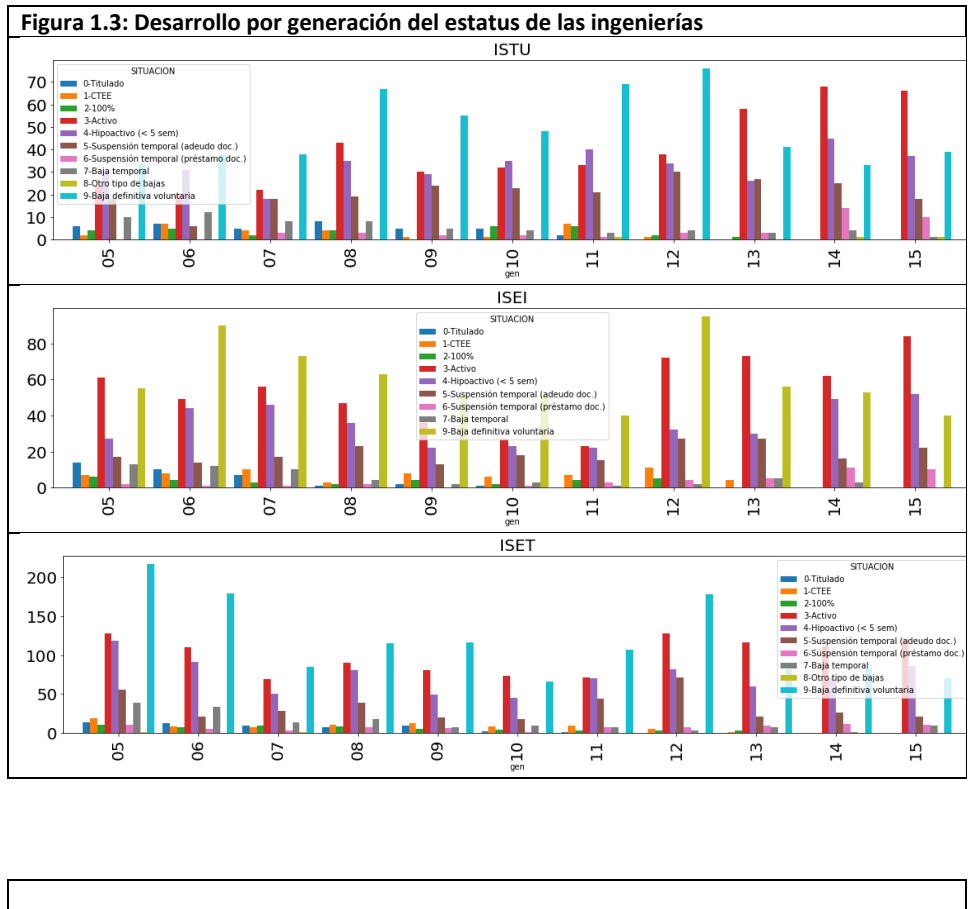 Figura 1.3: Desarrollo por generación del estatus de las ingenierías
ISTU
SITUACION
0-Titulado
1-CTEE
2-100%
3-Activo
4-Hipoactivo (< 5 sem)
5-Suspensión temporal (adeudo doc.)
6-Suspensión temporal (préstamo doc.)
7-Baja temporal
8-Otro tipo de bajas
9-Baja definitiva voluntaria
70
60
50
40
30
20
10
0
05 06 07 08 09 10 11 12 13 14 15
gen
ISEI
SITUACION
0-Titulado
1-CTEE
2-100%
3-Activo
4-Hipoactivo (< 5 sem)
5-Suspensión temporal (adeudo doc.)
6-Suspensión temporal (préstamo doc.)
7-Baja temporal
9-Baja definitiva voluntaria
80
60
40
20
0
05 06 07 08 09 10 11 12 13 14 15
gen
ISET
SITUACION
0-Titulado
1-CTEE
2-100%
3-Activo
4-Hipoactivo (< 5 sem)
5-Suspensión temporal (adeudo doc.)
6-Suspensión temporal (préstamo doc.)
7-Baja temporal
8-Otro tipo de bajas
9-Baja definitiva voluntaria
200
150
100
50
0
05 06 07 08 09 10 11 12 13 14 15
gen